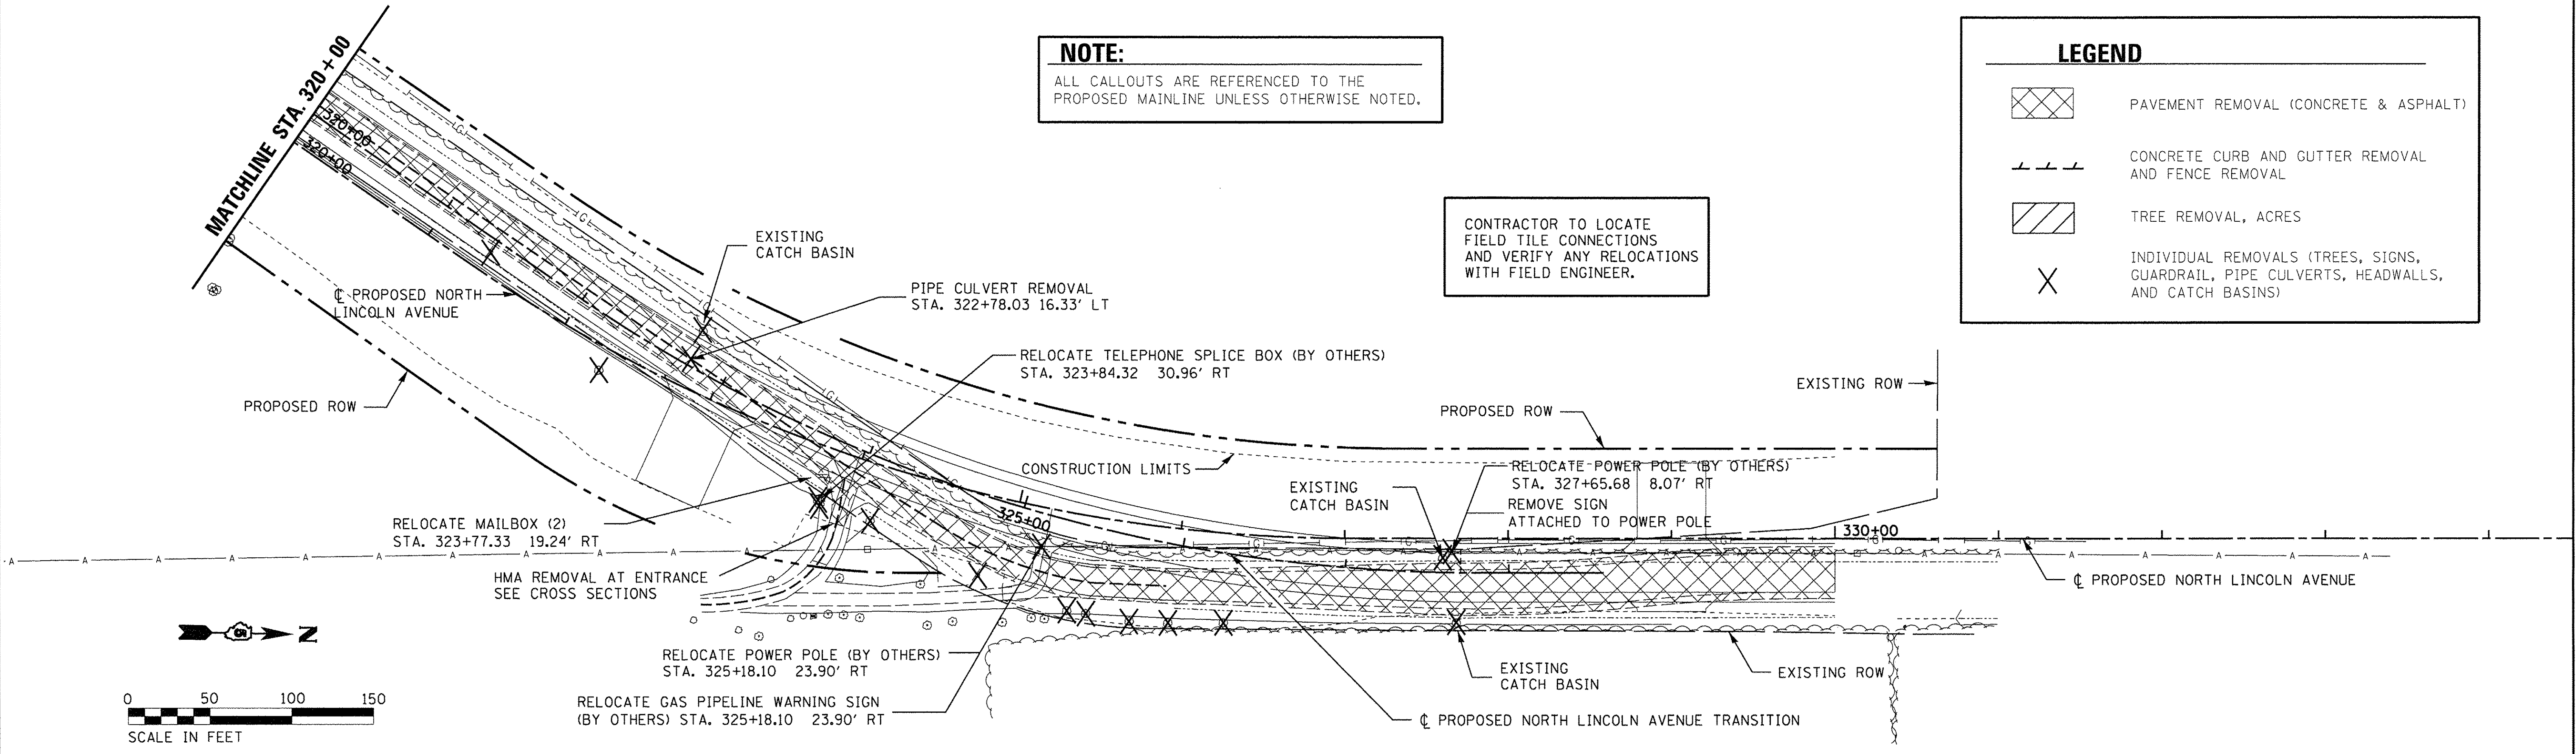 MATCHLINE STA. 320+00
320+00
320+00
NOTE:
ALL CALLOUTS ARE REFERENCED TO THE
PROPOSED MAINLINE UNLESS OTHERWISE NOTED.
LEGEND
PAVEMENT REMOVAL (CONCRETE & ASPHALT)
CONCRETE CURB AND GUTTER REMOVAL
AND FENCE REMOVAL
TREE REMOVAL, ACRES
INDIVIDUAL REMOVALS (TREES, SIGNS,
GUARDRAIL, PIPE CULVERTS, HEADWALLS,
AND CATCH BASINS)
CONTRACTOR TO LOCATE
FIELD TILE CONNECTIONS
AND VERIFY ANY RELOCATIONS
WITH FIELD ENGINEER.
EXISTING
CATCH BASIN
PIPE CULVERT REMOVAL
STA. 322+78.03 16.33' LT
℄ PROPOSED NORTH
LINCOLN AVENUE
RELOCATE TELEPHONE SPLICE BOX (BY OTHERS)
STA. 323+84.32 30.96' RT
PROPOSED ROW
EXISTING ROW
PROPOSED ROW
CONSTRUCTION LIMITS
RELOCATE POWER POLE (BY OTHERS)
STA. 327+65.68 8.07' RT
EXISTING
CATCH BASIN
REMOVE SIGN
ATTACHED TO POWER POLE
325+00
330+00
RELOCATE MAILBOX (2)
STA. 323+77.33 19.24' RT
HMA REMOVAL AT ENTRANCE
SEE CROSS SECTIONS
℄ PROPOSED NORTH LINCOLN AVENUE
N
RELOCATE POWER POLE (BY OTHERS)
STA. 325+18.10 23.90' RT
EXISTING
CATCH BASIN
EXISTING ROW
RELOCATE GAS PIPELINE WARNING SIGN
(BY OTHERS) STA. 325+18.10 23.90' RT
℄ PROPOSED NORTH LINCOLN AVENUE TRANSITION
0 50 100 150
SCALE IN FEET